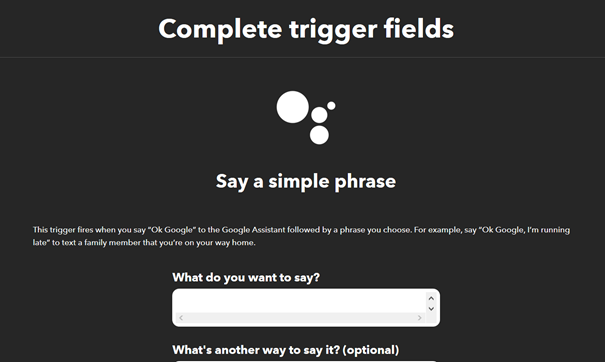 Complete trigger fields
Say a simple phrase
This trigger fires when you say “Ok Google” to the Google Assistant followed by a phrase you choose. For example, say “Ok Google, I’m running
late” to text a family member that you’re on your way home.
What do you want to say?
What's another way to say it? (optional)